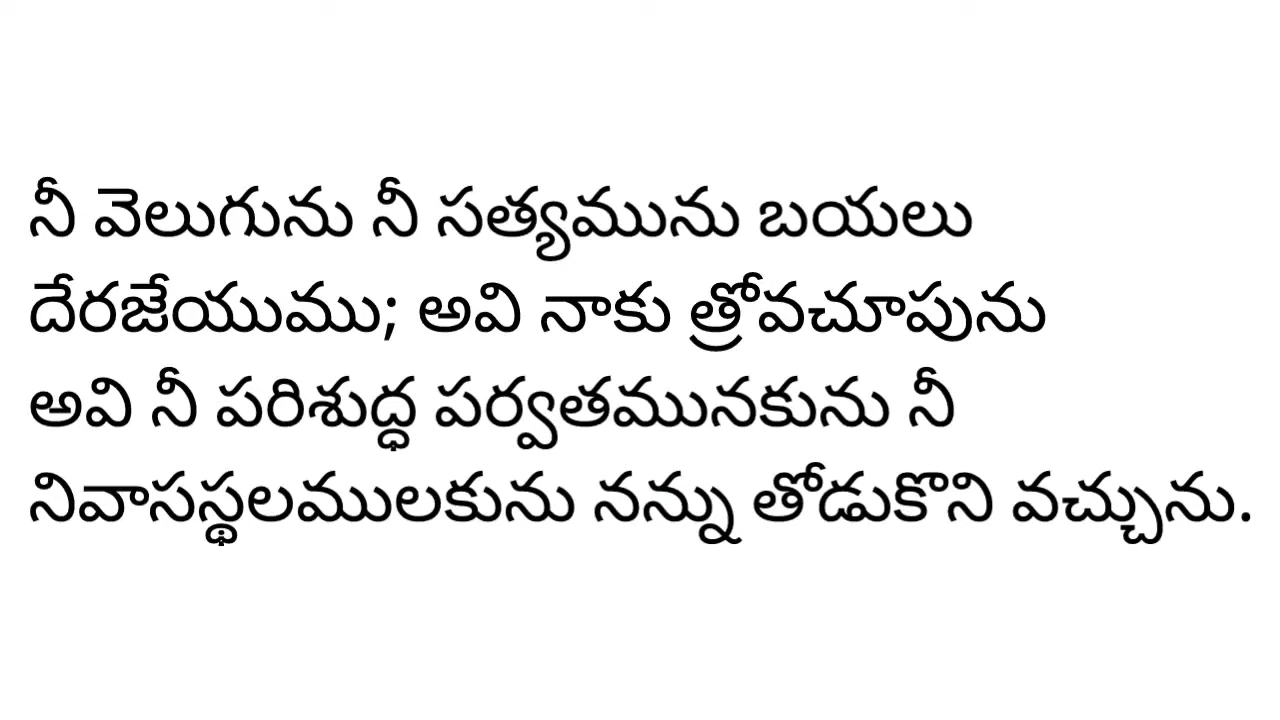 నీ వెలుగును నీ సత్యమును బయలు
దేరజేయుము; అవి నాకు త్రోవచూపును
అవి నీ పరిశుద్ధ పర్వతమునకును నీ
నివాసస్థలములకును నన్ను తోడుకొని వచ్చును.